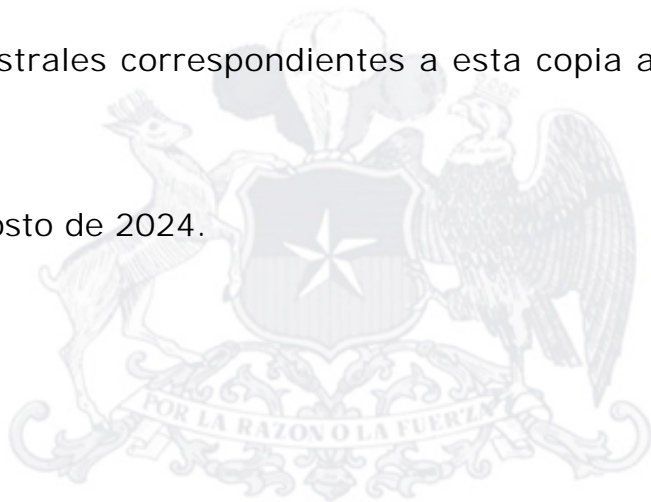 strales correspondientes a esta copia a
osto de 2024.
POR LA RAZON O LA FUERZA